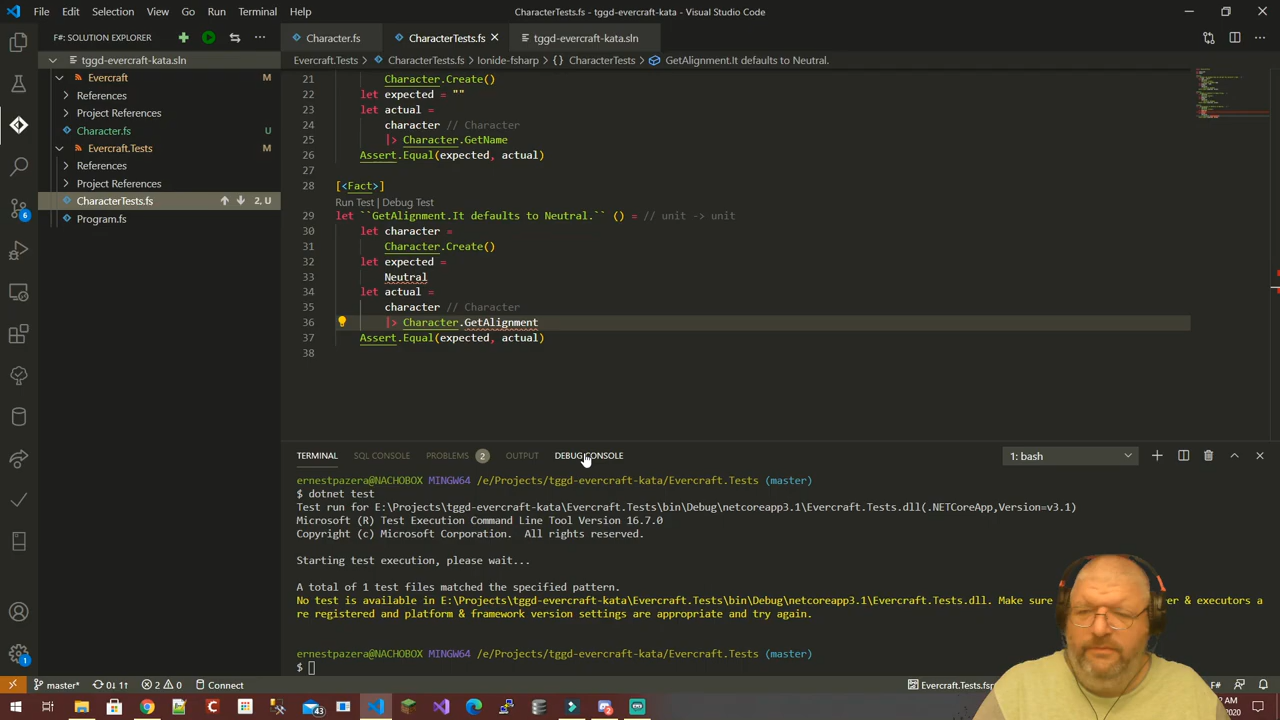 File Edit Selection View Go Run Terminal Help
CharacterTests.fs - tggd-evercraft-kata - Visual Studio Code
F#: SOLUTION EXPLORER
Character.fs
CharacterTests.fs
tggd-evercraft-kata.sln
tggd-evercraft-kata.sln
Evercraft M
References
Project References
Character.fs U
Evercraft.Tests M
References
Project References
CharacterTests.fs 2, U
Program.fs
Evercraft.Tests > CharacterTests.fs > Ionide-fsharp > {} CharacterTests > GetAlignment.It defaults to Neutral.
21 Character.Create()
22 let expected = ""
23 let actual =
24 character // Character
25 |> Character.GetName
26 Assert.Equal(expected, actual)
27
28 [<Fact>]
Run Test | Debug Test
29 let ``GetAlignment.It defaults to Neutral.`` () = // unit -> unit
30 let character =
31 Character.Create()
32 let expected =
33 Neutral
34 let actual =
35 character // Character
36 |> Character.GetAlignment
37 Assert.Equal(expected, actual)
38
TERMINAL SQL CONSOLE PROBLEMS 2 OUTPUT DEBUG CONSOLE 1: bash
ernestpazera@NACHOBOX MINGW64 /e/Projects/tggd-evercraft-kata/Evercraft.Tests (master)
$ dotnet test
Test run for E:\Projects\tggd-evercraft-kata\Evercraft.Tests\bin\Debug\netcoreapp3.1\Evercraft.Tests.dll(.NETCoreApp,Version=v3.1)
Microsoft (R) Test Execution Command Line Tool Version 16.7.0
Copyright (c) Microsoft Corporation. All rights reserved.
Starting test execution, please wait...
A total of 1 test files matched the specified pattern.
No test is available in E:\Projects\tggd-evercraft-kata\Evercraft.Tests\bin\Debug\netcoreapp3.1\Evercraft.Tests.dll. Make sure & executors a
re registered and platform & framework version settings are appropriate and try again.
ernestpazera@NACHOBOX MINGW64 /e/Projects/tggd-evercraft-kata/Evercraft.Tests (master)
$
6
1
master* 0↓ 1↑ 2 0 Connect
Evercraft.Tests.fs
F#
43
2020